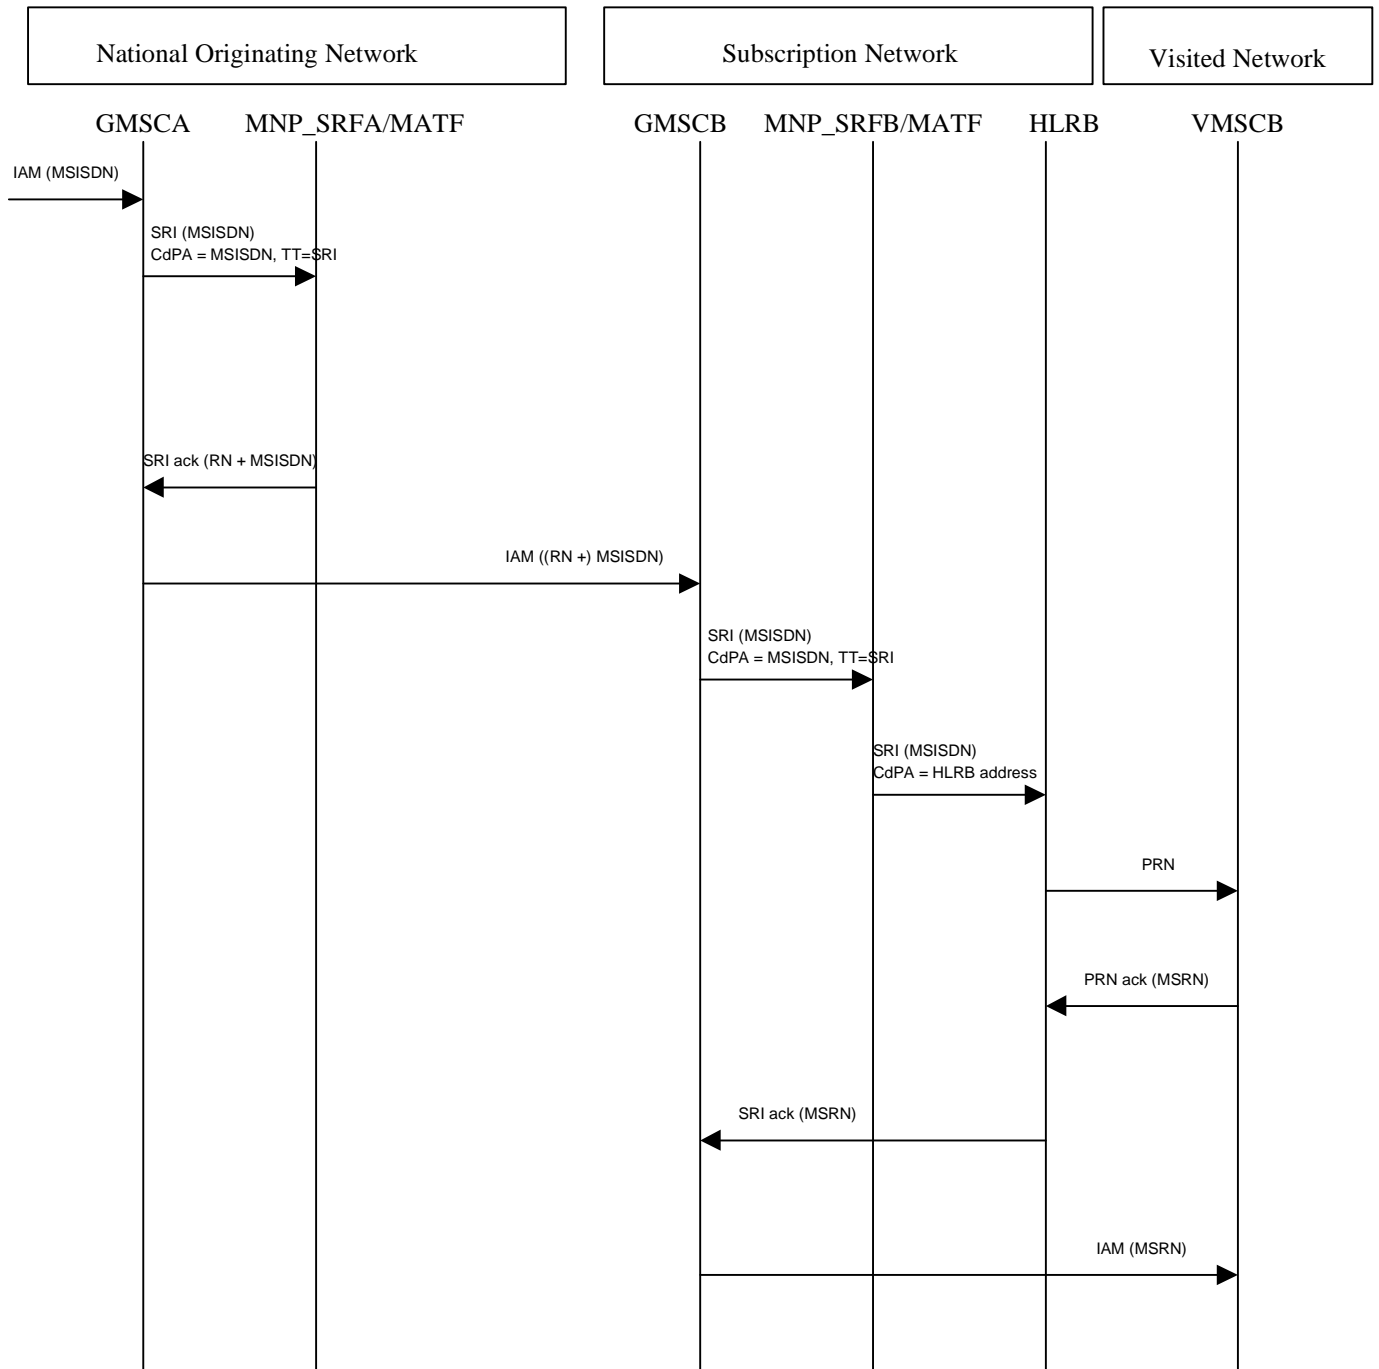 National Originating Network
Subscription Network
Visited Network
GMSCA
MNP_SRFA/MATF
GMSCB
MNP_SRFB/MATF
HLRB
VMSCB
IAM (MSISDN)
SRI (MSISDN)
CdPA = MSISDN, TT=SRI
SRI ack (RN + MSISDN)
IAM ((RN +) MSISDN)
SRI (MSISDN)
CdPA = MSISDN, TT=SRI
SRI (MSISDN)
CdPA = HLRB address
PRN
PRN ack (MSRN)
SRI ack (MSRN)
IAM (MSRN)